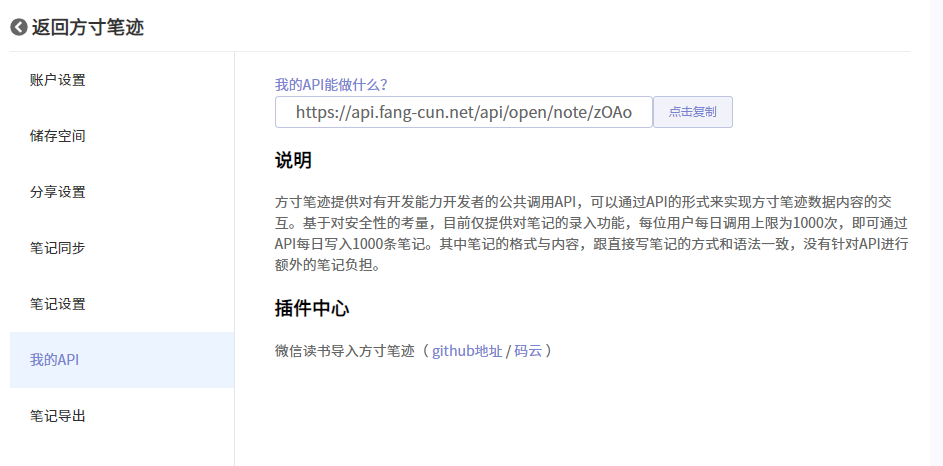 返回方寸笔迹
账户设置
储存空间
分享设置
笔记同步
笔记设置
我的API
笔记导出
我的API能做什么?
https://api.fang-cun.net/api/open/note/zOAo
点击复制
说明
方寸笔迹提供对有开发能力开发者的公共调用API，可以通过API的形式来实现方寸笔迹数据内容的交
互。基于对安全性的考量，目前仅提供对笔记的录入功能，每位用户每日调用上限为1000次，即可通过
API每日写入1000条笔记。其中笔记的格式与内容，跟直接写笔记的方式和语法一致，没有针对API进行
额外的笔记负担。
插件中心
微信读书导入方寸笔迹（ github地址 / 码云 ）